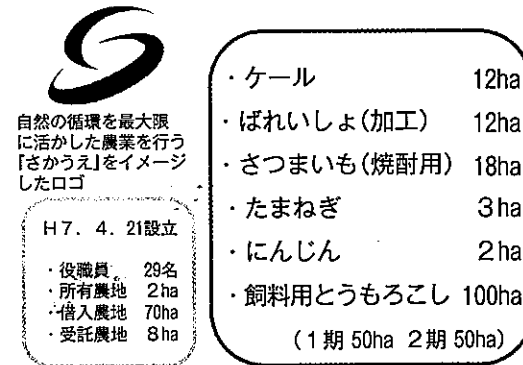 自然の循環を最大限
に活かした農業を行う
「さかうえ」をイメージ
したロゴ
H7. 4. 21設立
・役職員 29名
・所有農地 2ha
・借入農地 70ha
・受託農地 8ha
・ケール 12ha
・ばれいしょ(加工) 12ha
・さつまいも(焼酎用) 18ha
・たまねぎ 3ha
・にんじん 2ha
・飼料用とうもろこし 100ha
(1期 50ha 2期 50ha)